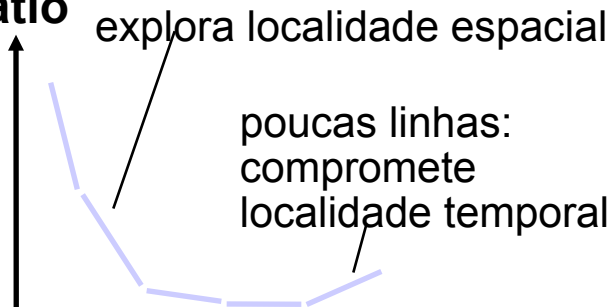 explora localidade espacial
poucas linhas:
compromete
localidade temporal